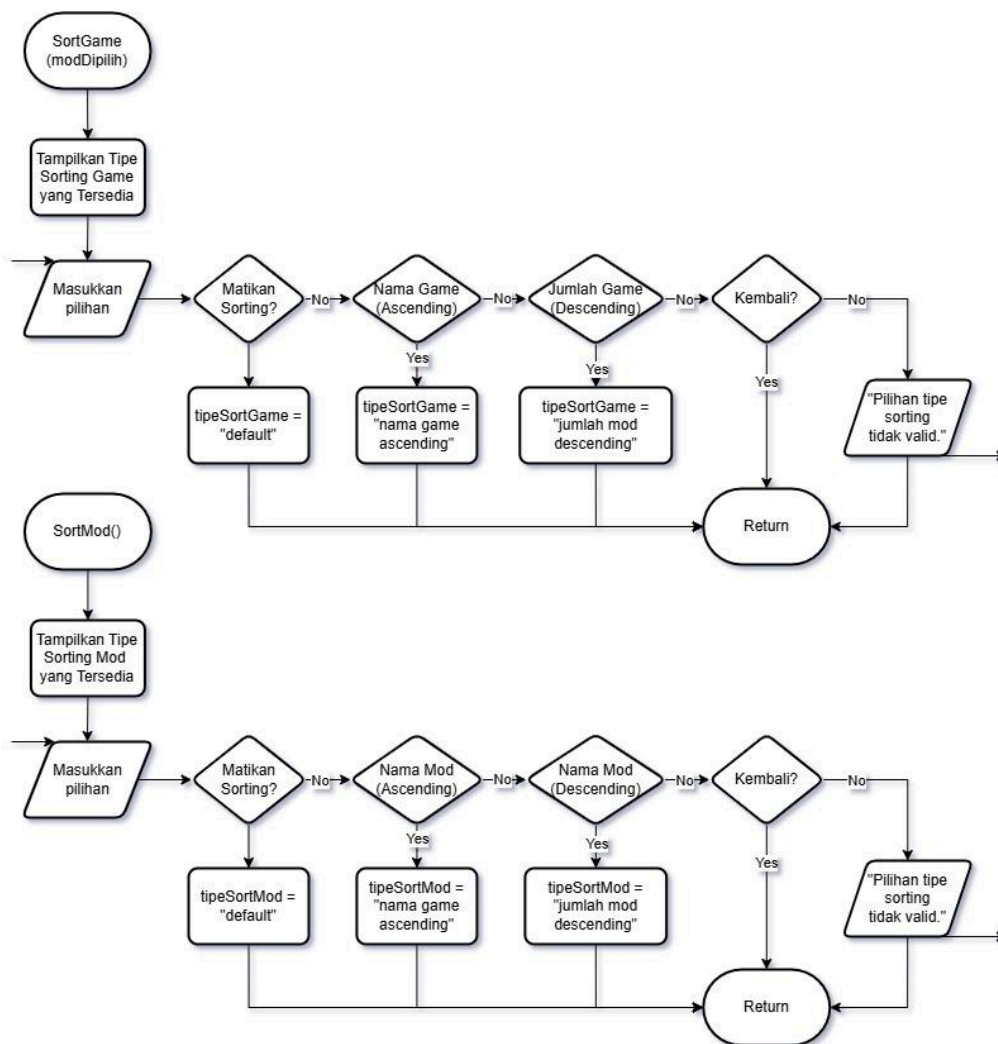 SortGame
(modDipilih)
Tampilkan Tipe
Sorting Game
yang Tersedia
Masukkan
pilihan
Matikan
Sorting?
No
Nama Game
(Ascending)
No
Jumlah Game
(Descending)
No
Kembali?
No
Yes
Yes
Yes
tipeSortGame =
"default"
tipeSortGame =
"nama game
ascending"
tipeSortGame =
"jumlah mod
descending"
"Pilihan tipe
sorting
tidak valid."
Return
SortMod()
Tampilkan Tipe
Sorting Mod
yang Tersedia
Masukkan
pilihan
Matikan
Sorting?
No
Nama Mod
(Ascending)
No
Nama Mod
(Descending)
No
Kembali?
No
Yes
Yes
Yes
tipeSortMod =
"default"
tipeSortMod =
"nama game
ascending"
tipeSortMod =
"jumlah mod
descending"
"Pilihan tipe
sorting
tidak valid."
Return